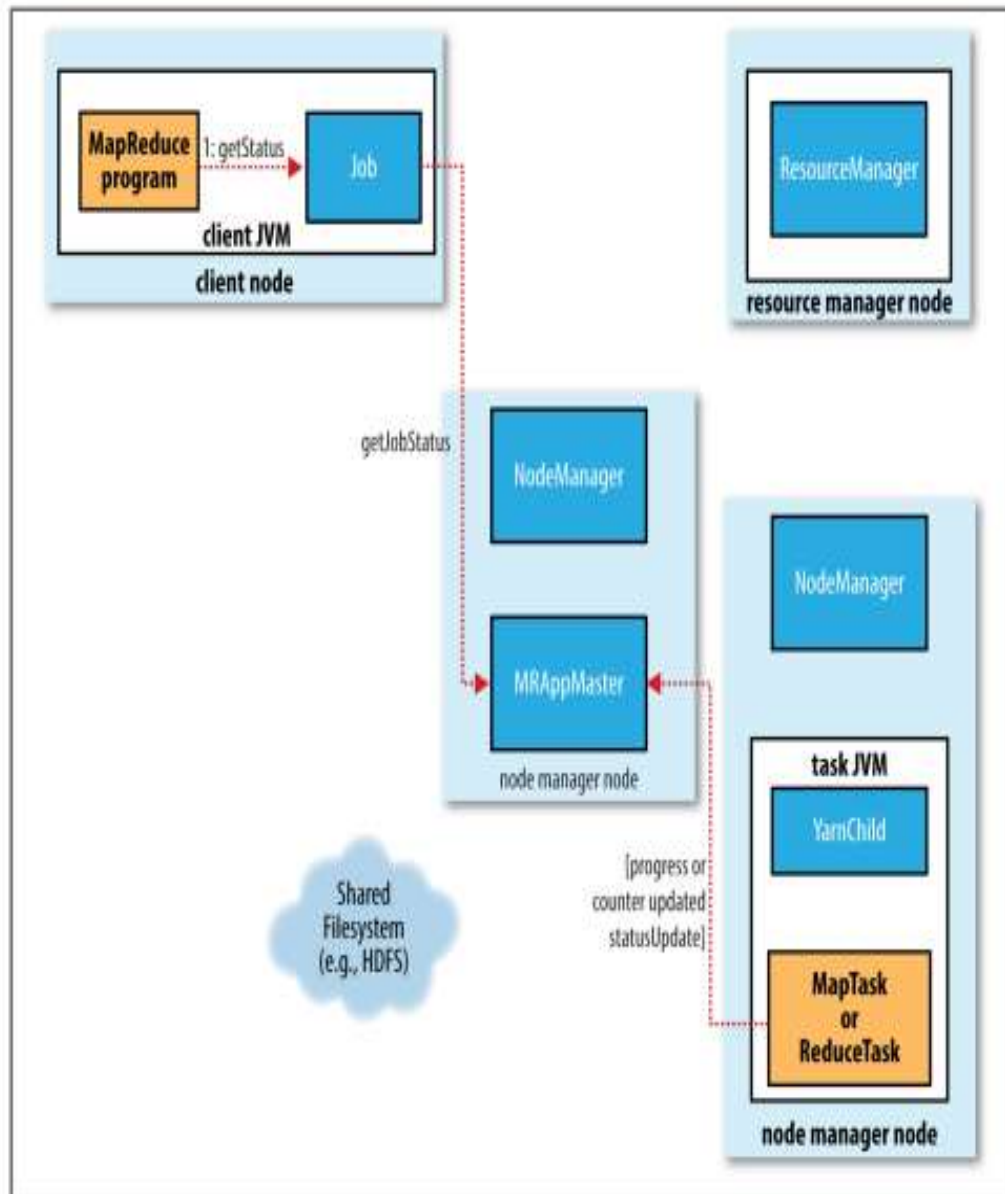 MapReduce
program
1: getStatus
Job
client JVM
client node
ResourceManager
resource manager node
getJobStatus
NodeManager
MRAppMaster
node manager node
NodeManager
task JVM
YarnChild
[progress or
counter updated
statusUpdate]
MapTask
or
ReduceTask
node manager node
Shared
Filesystem
(e.g., HDFS)